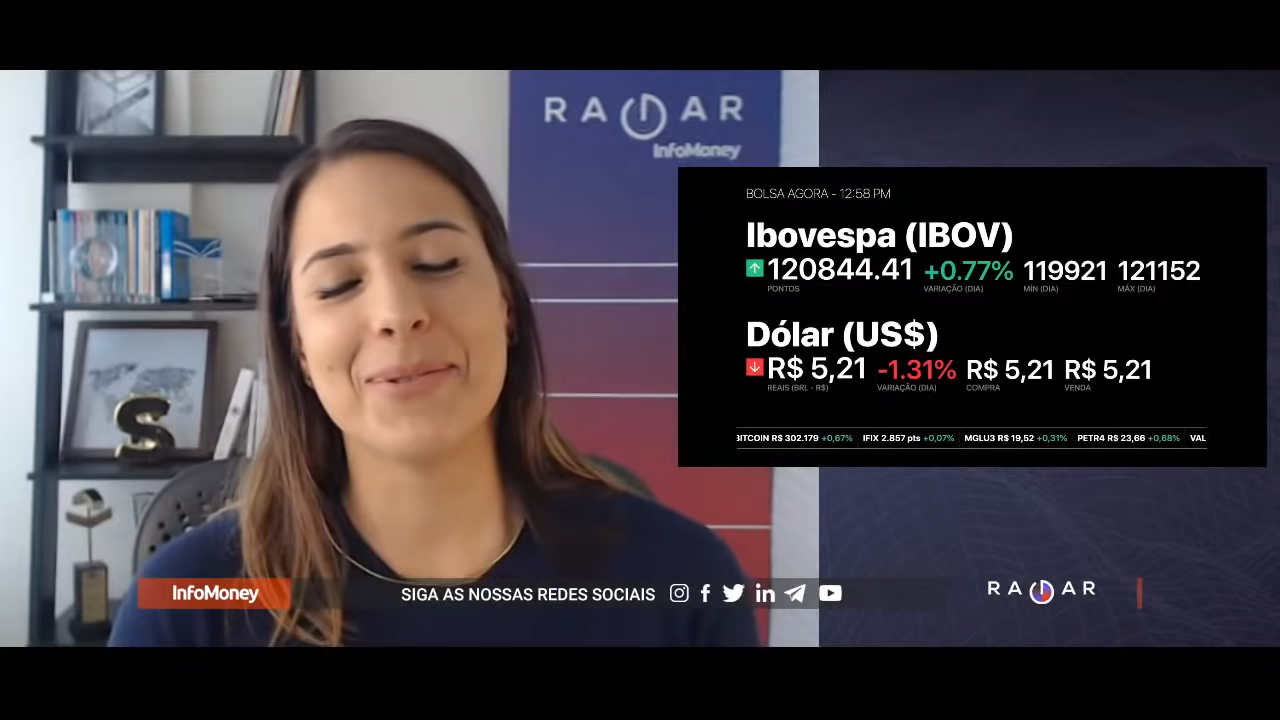 RADAR
InfoMoney
BOLSA AGORA - 12:58 PM
Ibovespa (IBOV)
120844.41 +0.77% 119921 121152
PONTOS VARIAÇÃO (DIA) MÍN (DIA) MÁX (DIA)
Dólar (US$)
R$ 5,21 -1.31% R$ 5,21 R$ 5,21
REAIS (BRL - R$) VARIAÇÃO (DIA) COMPRA VENDA
BITCOIN R$ 302.179 +0,67% IFIX 2.857 pts +0,07% MGLU3 R$ 19,52 +0,31% PETR4 R$ 23,66 +0,68% VAL
S
InfoMoney SIGA AS NOSSAS REDES SOCIAIS RADAR